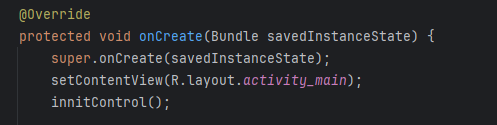 @Override
protected void onCreate(Bundle savedInstanceState) {
super.onCreate(savedInstanceState);
setContentView(R.layout.activity_main);
innitControl();